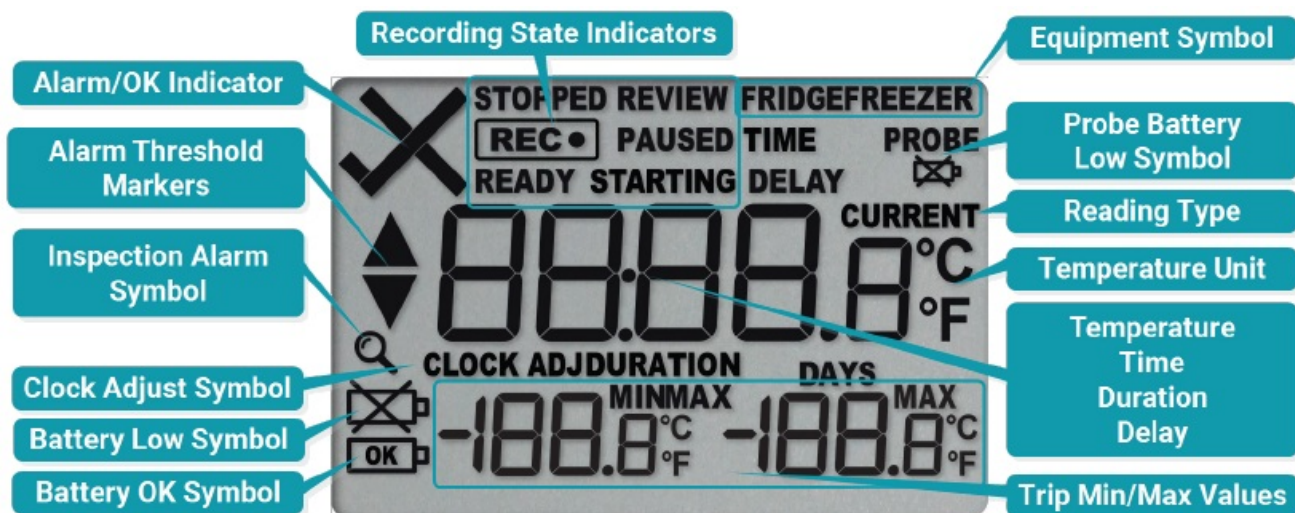 Recording State Indicators
Equipment Symbol
Alarm/OK Indicator
STOPPED REVIEW FRIDGEFREEZER
REC PAUSED TIME PROBE
Probe Battery
Low Symbol
Alarm Threshold
Markers
READY STARTING DELAY
CURRENT
Reading Type
88:88.8 °C
°F
Inspection Alarm
Symbol
Temperature Unit
Temperature
Time
Duration
Delay
CLOCK ADJDURATION DAYS
Clock Adjust Symbol
MINMAX MAX
-188.8 °C -188.8 °C
°F °F
Battery Low Symbol
OK
Battery OK Symbol
Trip Min/Max Values